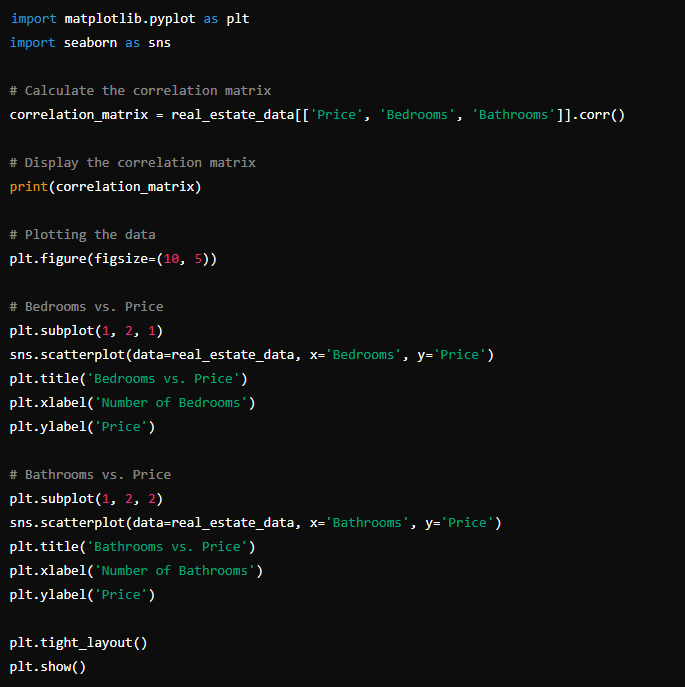 import matplotlib.pyplot as plt
import seaborn as sns
# Calculate the correlation matrix
correlation_matrix = real_estate_data[['Price', 'Bedrooms', 'Bathrooms']].corr()
# Display the correlation matrix
print(correlation_matrix)
# Plotting the data
plt.figure(figsize=(10, 5))
# Bedrooms vs. Price
plt.subplot(1, 2, 1)
sns.scatterplot(data=real_estate_data, x='Bedrooms', y='Price')
plt.title('Bedrooms vs. Price')
plt.xlabel('Number of Bedrooms')
plt.ylabel('Price')
# Bathrooms vs. Price
plt.subplot(1, 2, 2)
sns.scatterplot(data=real_estate_data, x='Bathrooms', y='Price')
plt.title('Bathrooms vs. Price')
plt.xlabel('Number of Bathrooms')
plt.ylabel('Price')
plt.tight_layout()
plt.show()